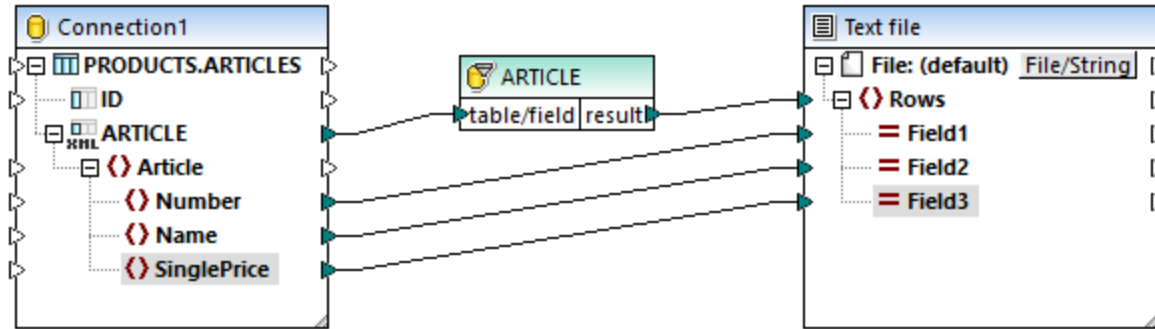 Connection1
PRODUCTS.ARTICLES
ID
XML ARTICLE
Article
Number
Name
SinglePrice
ARTICLE
table/field result
Text file
File: (default) File/String
Rows
Field1
Field2
Field3